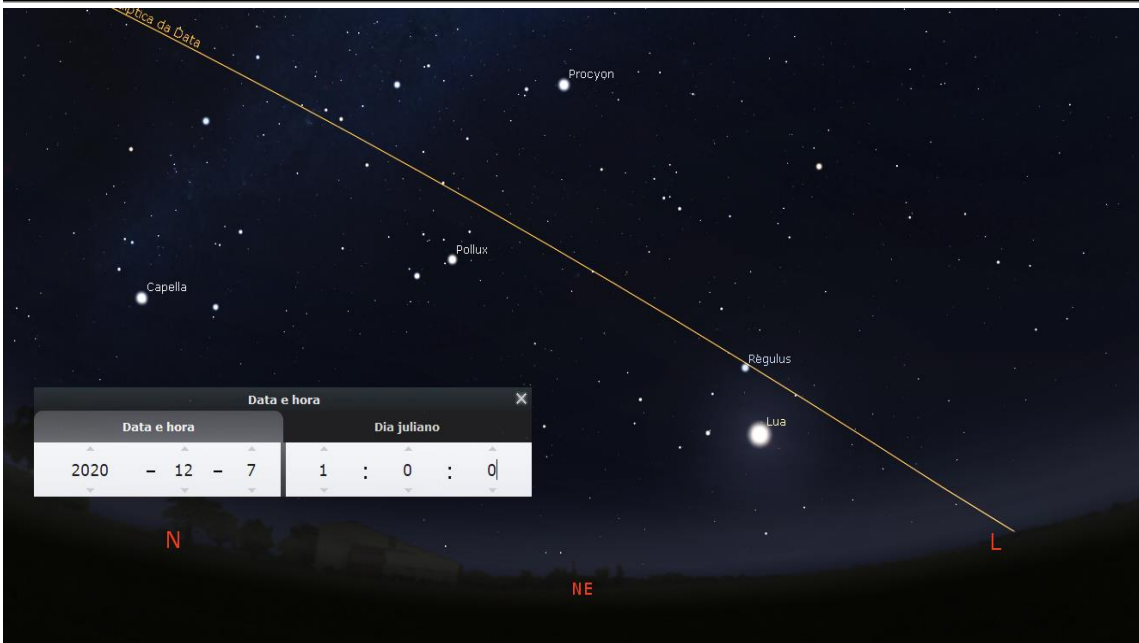 ptica da Data
Procyon
Pollux
Capella
Regulus
Lua
Data e hora
Data e hora
Dia juliano
2020 - 12 - 7
1 : 0 : 0
N
L
NE